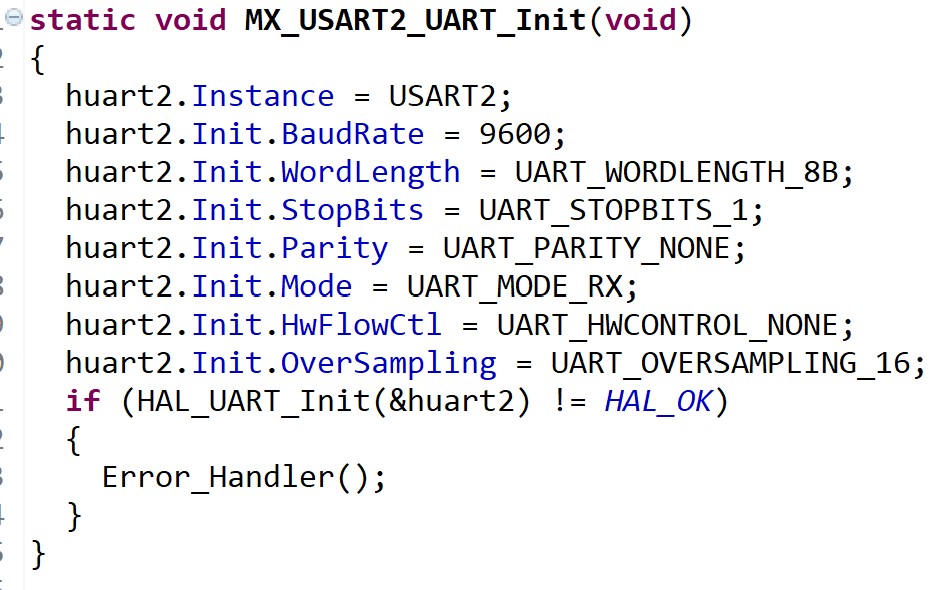 static void MX_USART2_UART_Init(void)
{
  huart2.Instance = USART2;
  huart2.Init.BaudRate = 9600;
  huart2.Init.WordLength = UART_WORDLENGTH_8B;
  huart2.Init.StopBits = UART_STOPBITS_1;
  huart2.Init.Parity = UART_PARITY_NONE;
  huart2.Init.Mode = UART_MODE_RX;
  huart2.Init.HwFlowCtl = UART_HWCONTROL_NONE;
  huart2.Init.OverSampling = UART_OVERSAMPLING_16;
  if (HAL_UART_Init(&huart2) != HAL_OK)
  {
    Error_Handler();
  }
}